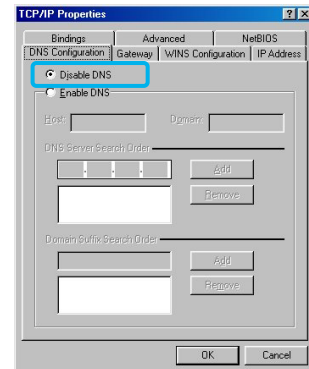 TCP/IP Properties
Bindings Advanced NetBIOS
DNS Configuration Gateway WINS Configuration IP Address
Disable DNS
Enable DNS
Host: Domain:
DNS Server Search Order
Add
Remove
Domain Suffix Search Order
Add
Remove
OK Cancel